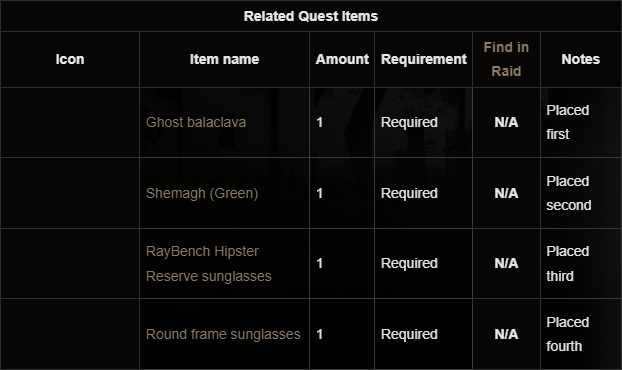 Related Quest Items
Icon Item name Amount Requirement Find in Raid Notes
Ghost balaclava 1 Required N/A Placed first
Shemagh (Green) 1 Required N/A Placed second
RayBench Hipster Reserve sunglasses 1 Required N/A Placed third
Round frame sunglasses 1 Required N/A Placed fourth